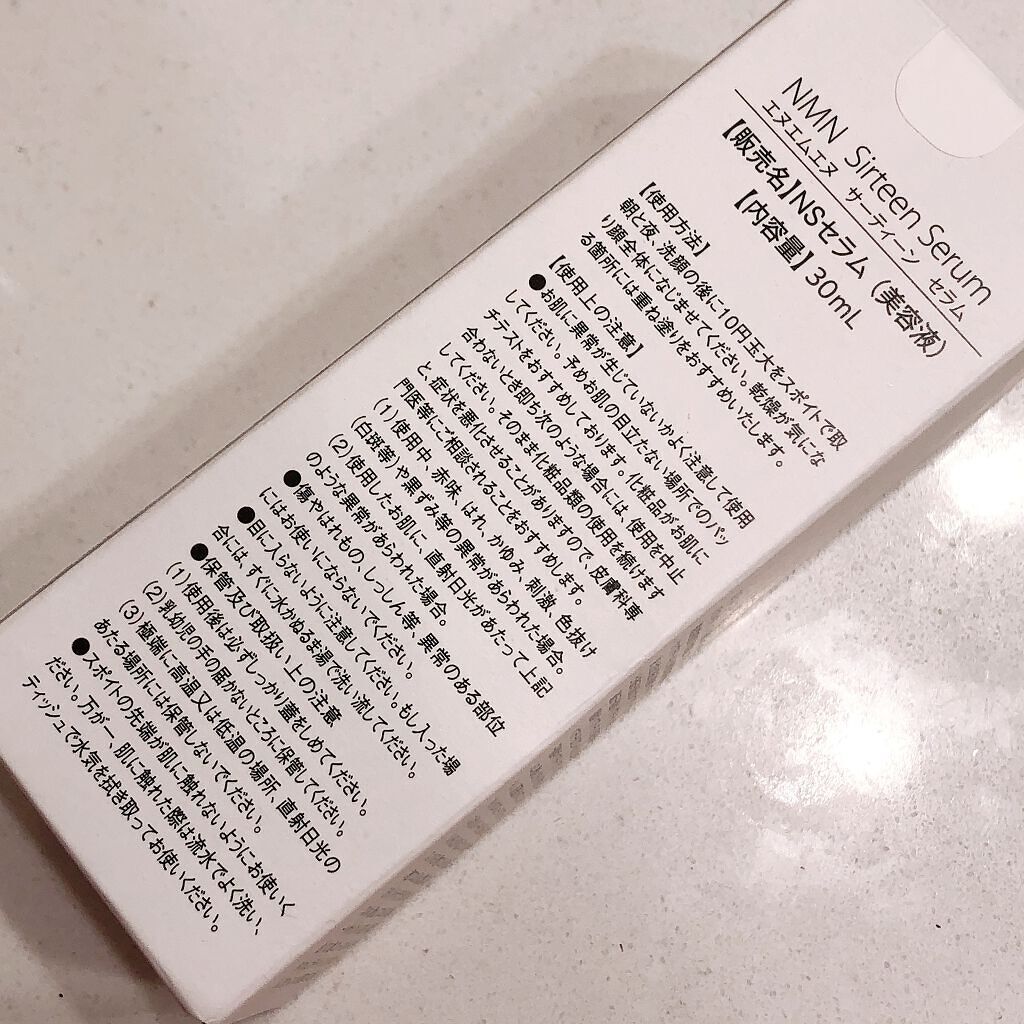 NMN Sirteen Serum
エヌエムエヌ サーティーン セラム
【販売名】NSセラム（美容液）
【内容量】30mL
【使用方法】
朝と夜、洗顔の後に10円玉大をスポイトで取
り顔全体になじませてください。乾燥が気にな
る箇所には重ね塗りをおすすめいたします。
【使用上の注意】
●お肌に異常が生じていないかよく注意して使用
してください。予めお肌の目立たない場所でのパッ
チテストをおすすめしております。化粧品がお肌に
合わないとき即ち次のような場合には、使用を中止
してください。そのまま化粧品類の使用を続けます
と、症状を悪化させることがありますので、皮膚科専
門医等にご相談されることをおすすめします。
(1)使用中、赤味、はれ、かゆみ、刺激、色抜け
(白斑等)や黒ずみ等の異常があらわれた場合。
(2)使用したお肌に、直射日光があたって上記
のような異常があらわれた場合。
●傷やはれもの、しっしん等、異常のある部位
にはお使いにならないでください。
●目に入らないように注意してください。もし入った場
合には、すぐに水かぬるま湯で洗い流してください。
●保管及び取扱い上の注意
(1)使用後は必ずしっかり蓋をしめてください。
(2)乳幼児の手の届かないところに保管してください。
(3)極端に高温又は低温の場所、直射日光の
あたる場所には保管しないでください。
●スポイトの先端が肌に触れないようにお使いく
ださい。万が一、肌に触れた際は流水でよく洗い、
ティッシュで水気を拭き取ってお使いください。